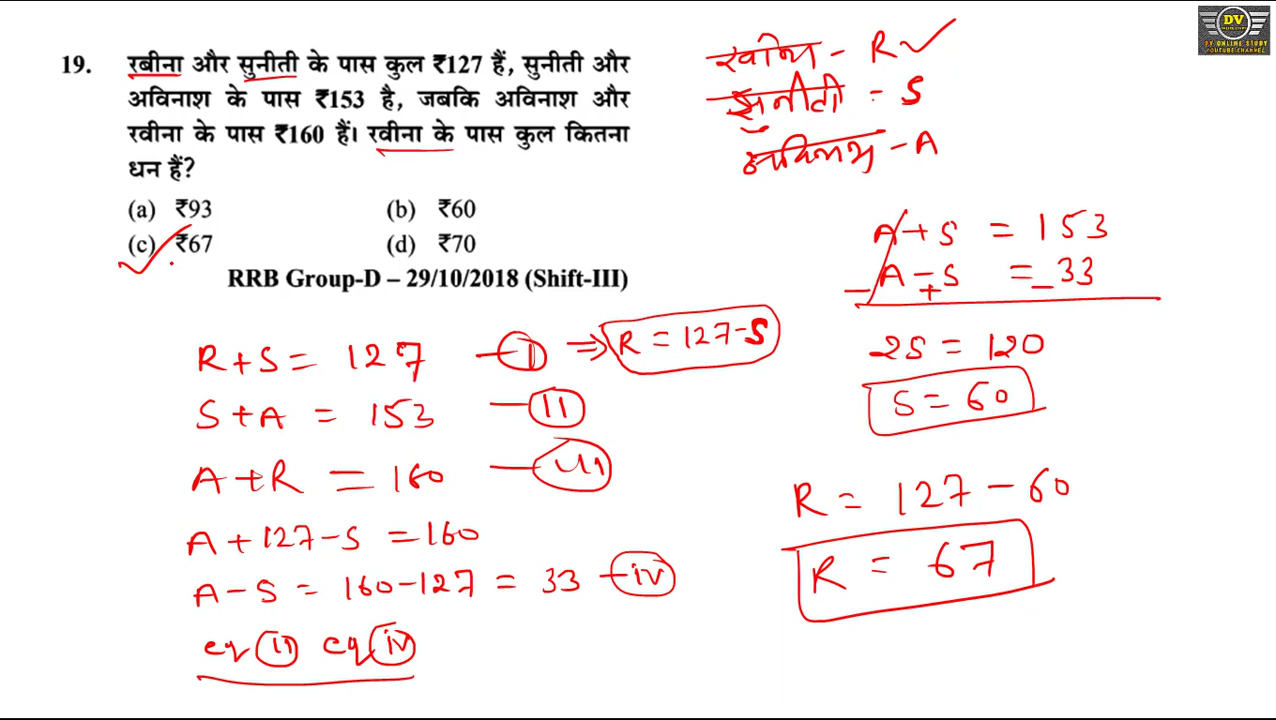 19. रबीना और सुनीती के पास कुल ₹127 हैं, सुनीती और
अविनाश के पास ₹153 है, जबकि अविनाश और
रवीना के पास ₹160 हैं। रवीना के पास कुल कितना
धन हैं?
(a) ₹93 (b) ₹60
(c) ₹67 (d) ₹70
RRB Group-D – 29/10/2018 (Shift-III)
R + S = 127 — I ⇒ R = 127 - S
S + A = 153 — II
A + R = 160 — III
A + 127 - S = 160
A - S = 160 - 127 = 33 — iv
eq ii eq iv
रवीना - R ✓
सुनीती - S
अविनाश - A
A + S = 153
A - S = 33
- + -
2S = 120
S = 60
R = 127 - 60
R = 67
DV
DV ONLINE STUDY
YOUTUBE CHANNEL